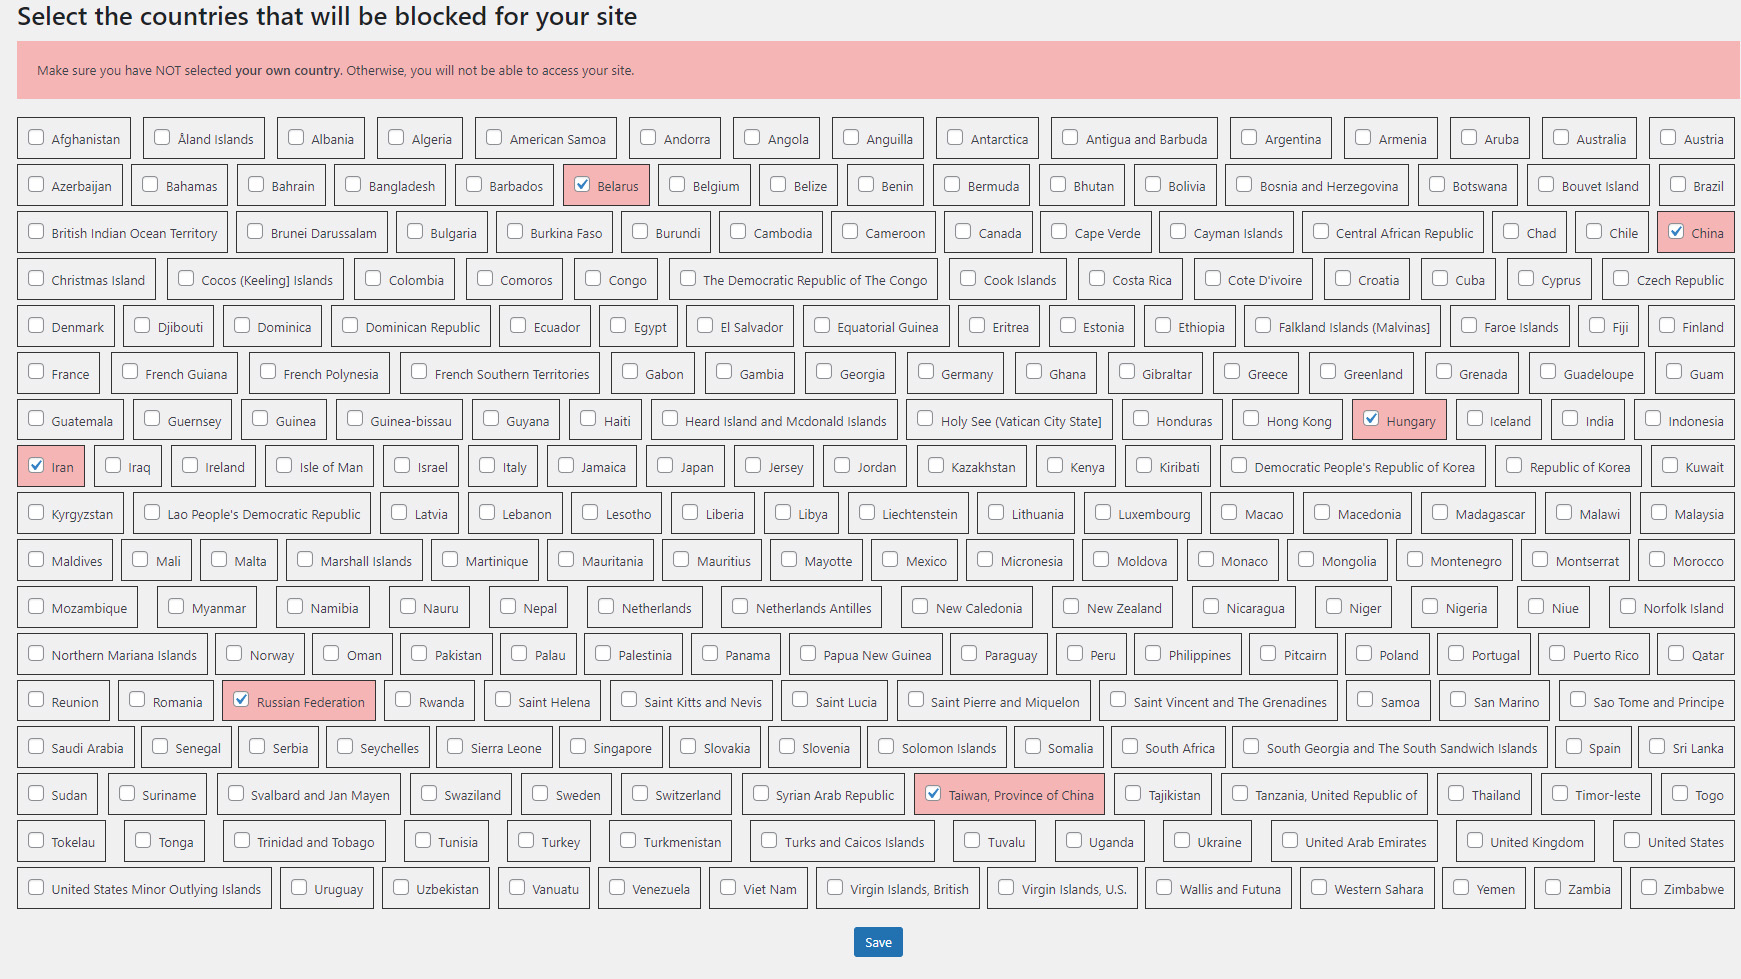 Select the countries that will be blocked for your site
Make sure you have NOT selected your own country. Otherwise, you will not be able to access your site.
Afghanistan Åland Islands Albania Algeria American Samoa Andorra Angola Anguilla Antarctica Antigua and Barbuda Argentina Armenia Aruba Australia Austria
Azerbaijan Bahamas Bahrain Bangladesh Barbados Belarus Belgium Belize Benin Bermuda Bhutan Bolivia Bosnia and Herzegovina Botswana Bouvet Island Brazil
British Indian Ocean Territory Brunei Darussalam Bulgaria Burkina Faso Burundi Cambodia Cameroon Canada Cape Verde Cayman Islands Central African Republic Chad Chile China
Christmas Island Cocos (Keeling] Islands Colombia Comoros Congo The Democratic Republic of The Congo Cook Islands Costa Rica Cote D'ivoire Croatia Cuba Cyprus Czech Republic
Denmark Djibouti Dominica Dominican Republic Ecuador Egypt El Salvador Equatorial Guinea Eritrea Estonia Ethiopia Falkland Islands (Malvinas] Faroe Islands Fiji Finland
France French Guiana French Polynesia French Southern Territories Gabon Gambia Georgia Germany Ghana Gibraltar Greece Greenland Grenada Guadeloupe Guam
Guatemala Guernsey Guinea Guinea-bissau Guyana Haiti Heard Island and Mcdonald Islands Holy See (Vatican City State] Honduras Hong Kong Hungary Iceland India Indonesia
Iran Iraq Ireland Isle of Man Israel Italy Jamaica Japan Jersey Jordan Kazakhstan Kenya Kiribati Democratic People's Republic of Korea Republic of Korea Kuwait
Kyrgyzstan Lao People's Democratic Republic Latvia Lebanon Lesotho Liberia Libya Liechtenstein Lithuania Luxembourg Macao Macedonia Madagascar Malawi Malaysia
Maldives Mali Malta Marshall Islands Martinique Mauritania Mauritius Mayotte Mexico Micronesia Moldova Monaco Mongolia Montenegro Montserrat Morocco
Mozambique Myanmar Namibia Nauru Nepal Netherlands Netherlands Antilles New Caledonia New Zealand Nicaragua Niger Nigeria Niue Norfolk Island
Northern Mariana Islands Norway Oman Pakistan Palau Palestinia Panama Papua New Guinea Paraguay Peru Philippines Pitcairn Poland Portugal Puerto Rico Qatar
Reunion Romania Russian Federation Rwanda Saint Helena Saint Kitts and Nevis Saint Lucia Saint Pierre and Miquelon Saint Vincent and The Grenadines Samoa San Marino Sao Tome and Principe
Saudi Arabia Senegal Serbia Seychelles Sierra Leone Singapore Slovakia Slovenia Solomon Islands Somalia South Africa South Georgia and The South Sandwich Islands Spain Sri Lanka
Sudan Suriname Svalbard and Jan Mayen Swaziland Sweden Switzerland Syrian Arab Republic Taiwan, Province of China Tajikistan Tanzania, United Republic of Thailand Timor-leste Togo
Tokelau Tonga Trinidad and Tobago Tunisia Turkey Turkmenistan Turks and Caicos Islands Tuvalu Uganda Ukraine United Arab Emirates United Kingdom United States
United States Minor Outlying Islands Uruguay Uzbekistan Vanuatu Venezuela Viet Nam Virgin Islands, British Virgin Islands, U.S. Wallis and Futuna Western Sahara Yemen Zambia Zimbabwe
Save